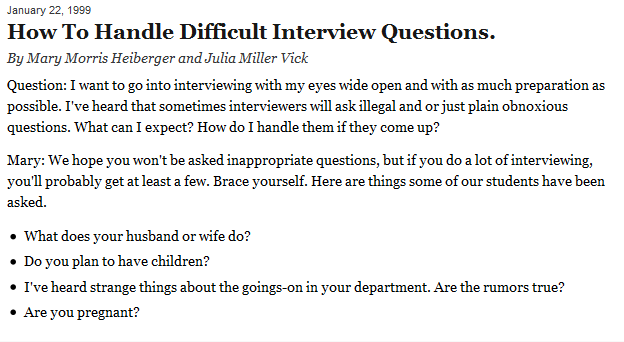 January 22, 1999
How To Handle Difficult Interview Questions.
By Mary Morris Heiberger and Julia Miller Vick
Question: I want to go into interviewing with my eyes wide open and with as much preparation as
possible. I've heard that sometimes interviewers will ask illegal and or just plain obnoxious
questions. What can I expect? How do I handle them if they come up?
Mary: We hope you won't be asked inappropriate questions, but if you do a lot of interviewing,
you'll probably get at least a few. Brace yourself. Here are things some of our students have been
asked.
• What does your husband or wife do?
• Do you plan to have children?
• I've heard strange things about the goings-on in your department. Are the rumors true?
• Are you pregnant?